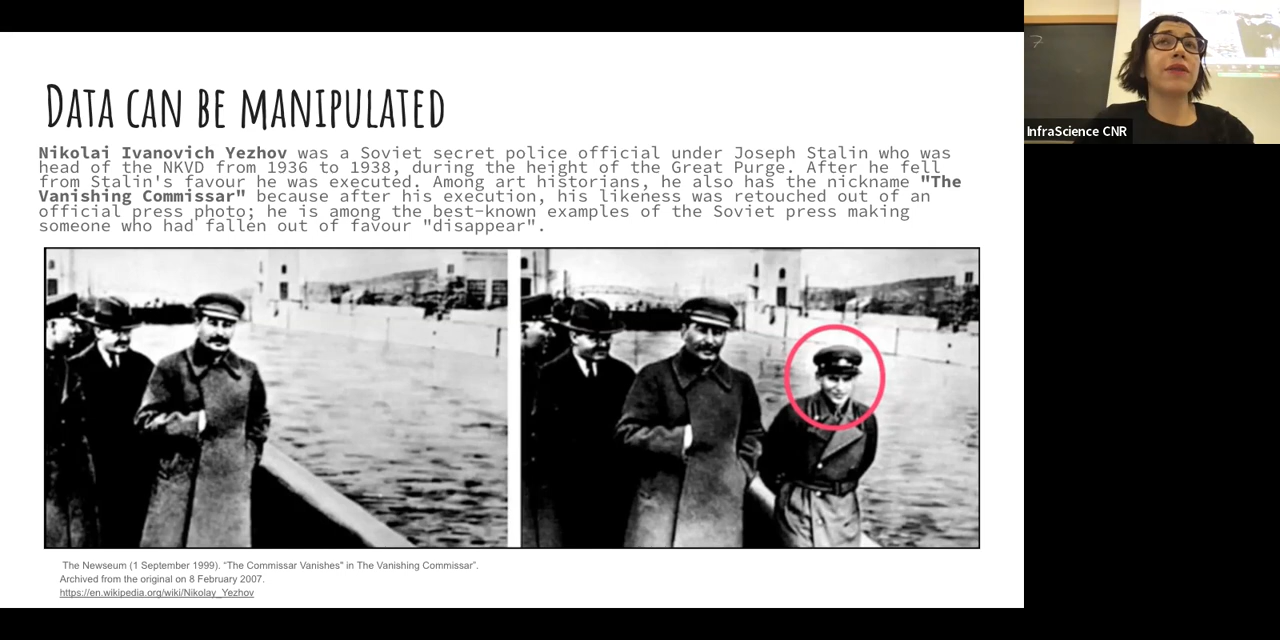 DATA CAN BE MANIPULATED
Nikolai Ivanovich Yezhov was a Soviet secret police official under Joseph Stalin who was
head of the NKVD from 1936 to 1938, during the height of the Great Purge. After he fell
from Stalin's favour he was executed. Among art historians, he also has the nickname "The
Vanishing Commissar" because after his execution, his likeness was retouched out of an
official press photo; he is among the best-known examples of the Soviet press making
someone who had fallen out of favour "disappear".
The Newseum (1 September 1999). “The Commissar Vanishes" in The Vanishing Commissar”.
Archived from the original on 8 February 2007.
https://en.wikipedia.org/wiki/Nikolay_Yezhov
InfraScience CNR